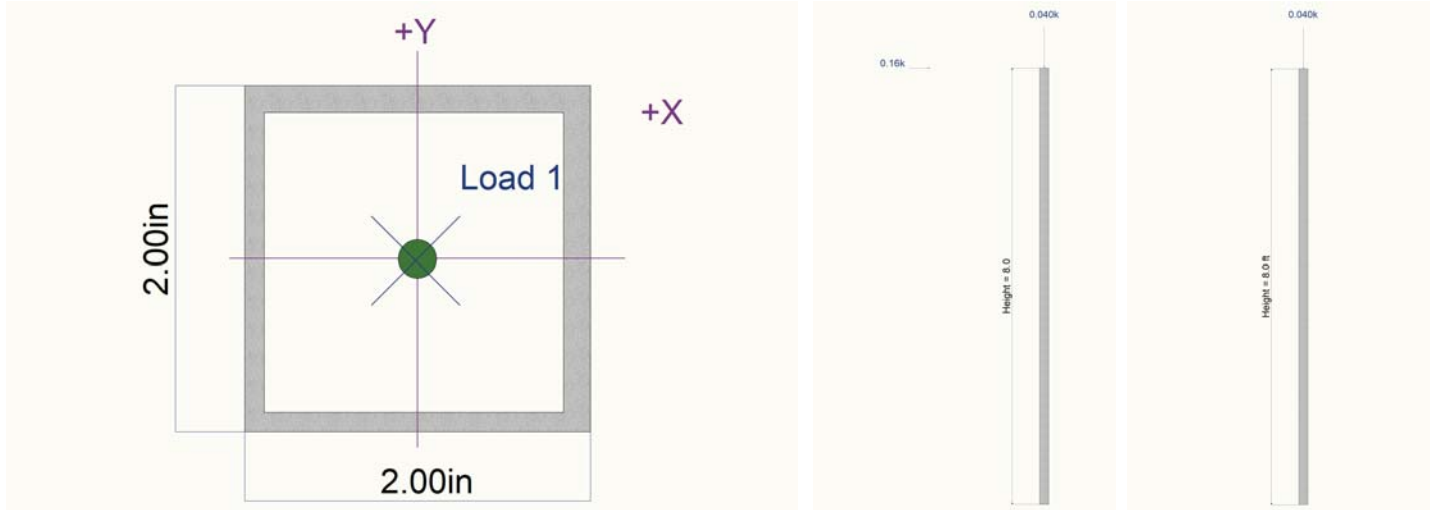 +Y
+X
Load 1
2.00in
2.00in
0.040k
0.16k
Height = 8.0
0.040k
Height = 8.0 ft